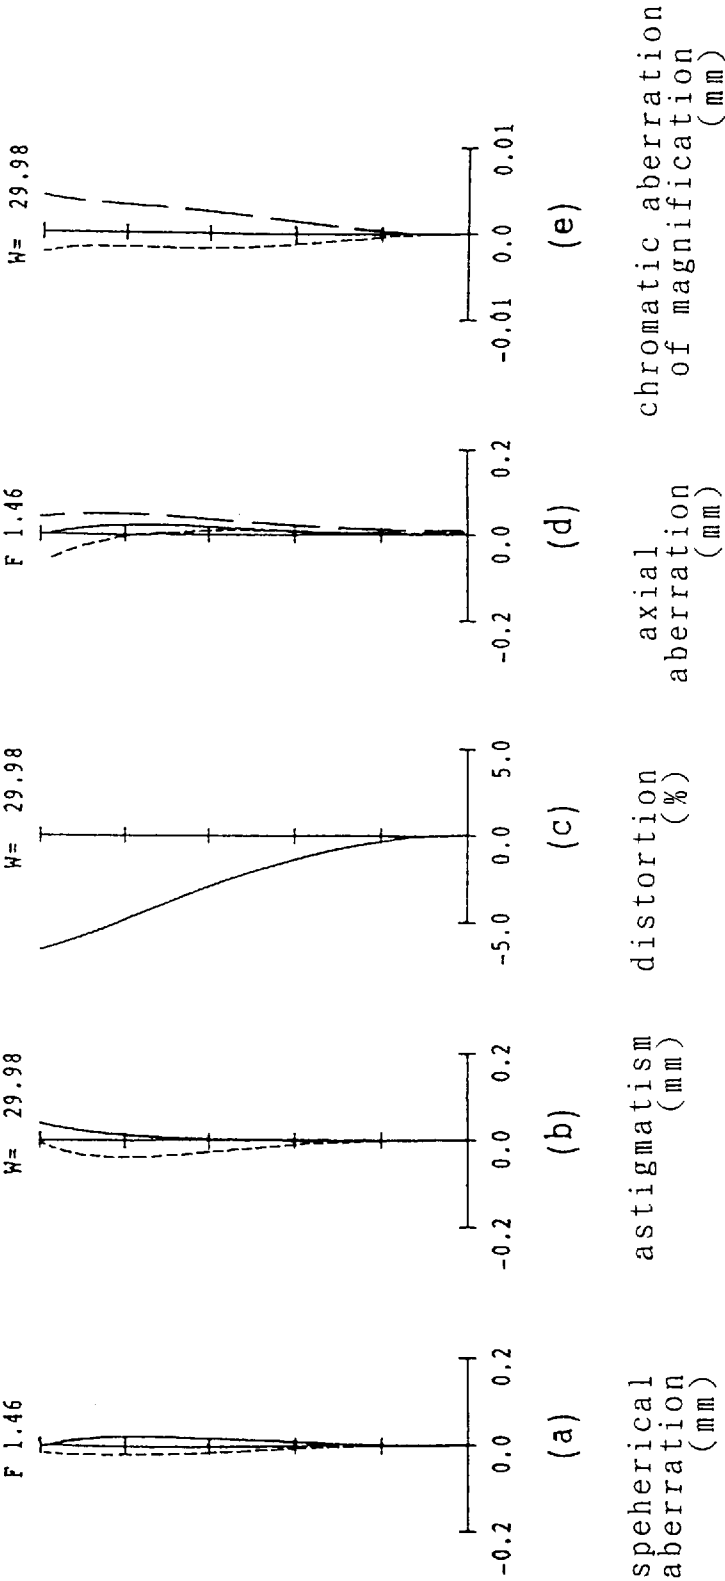 F 1.46
-0.2 0.0 0.2
(a)
speherical
aberration
(mm)
W= 29.98
-0.2 0.0 0.2
(b)
astigmatism
(mm)
W= 29.98
-5.0 0.0 5.0
(c)
distortion
(%)
F 1.46
-0.2 0.0 0.2
(d)
axial
aberration
(mm)
W= 29.98
-0.01 0.0 0.01
(e)
chromatic aberration
of magnification
(mm)